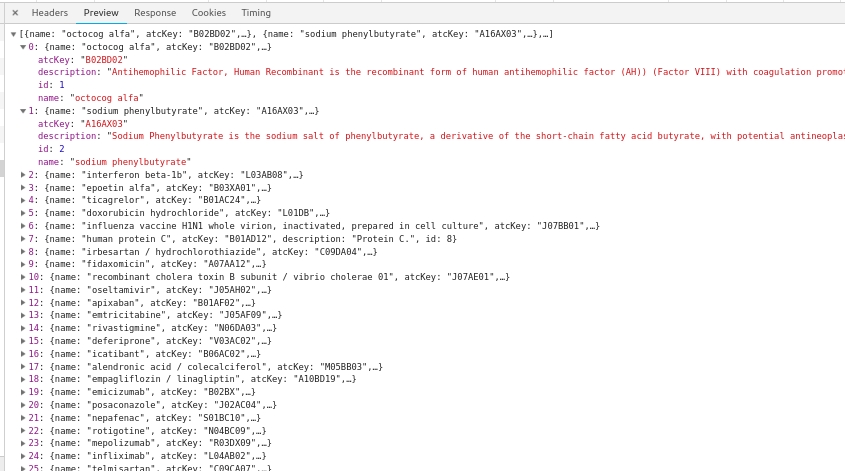 × Headers Preview Response Cookies Timing
[{name: "octocog alfa", atcKey: "B02BD02",…}, {name: "sodium phenylbutyrate", atcKey: "A16AX03",…},…]
0: {name: "octocog alfa", atcKey: "B02BD02",…}
atcKey: "B02BD02"
description: "Antihemophilic Factor, Human Recombinant is the recombinant form of human antihemophilic factor (AH)) (Factor VIII) with coagulation promot
id: 1
name: "octocog alfa"
1: {name: "sodium phenylbutyrate", atcKey: "A16AX03",…}
atcKey: "A16AX03"
description: "Sodium Phenylbutyrate is the sodium salt of phenylbutyrate, a derivative of the short-chain fatty acid butyrate, with potential antineoplas
id: 2
name: "sodium phenylbutyrate"
2: {name: "interferon beta-1b", atcKey: "L03AB08",…}
3: {name: "epoetin alfa", atcKey: "B03XA01",…}
4: {name: "ticagrelor", atcKey: "B01AC24",…}
5: {name: "doxorubicin hydrochloride", atcKey: "L01DB",…}
6: {name: "influenza vaccine H1N1 whole virion, inactivated, prepared in cell culture", atcKey: "J07BB01",…}
7: {name: "human protein C", atcKey: "B01AD12", description: "Protein C.", id: 8}
8: {name: "irbesartan / hydrochlorothiazide", atcKey: "C09DA04",…}
9: {name: "fidaxomicin", atcKey: "A07AA12",…}
10: {name: "recombinant cholera toxin B subunit / vibrio cholerae 01", atcKey: "J07AE01",…}
11: {name: "oseltamivir", atcKey: "J05AH02",…}
12: {name: "apixaban", atcKey: "B01AF02",…}
13: {name: "emtricitabine", atcKey: "J05AF09",…}
14: {name: "rivastigmine", atcKey: "N06DA03",…}
15: {name: "deferiprone", atcKey: "V03AC02",…}
16: {name: "icatibant", atcKey: "B06AC02",…}
17: {name: "alendronic acid / colecalciferol", atcKey: "M05BB03",…}
18: {name: "empagliflozin / linagliptin", atcKey: "A10BD19",…}
19: {name: "emicizumab", atcKey: "B02BX",…}
20: {name: "posaconazole", atcKey: "J02AC04",…}
21: {name: "nepafenac", atcKey: "S01BC10",…}
22: {name: "rotigotine", atcKey: "N04BC09",…}
23: {name: "mepolizumab", atcKey: "R03DX09",…}
24: {name: "infliximab", atcKey: "L04AB02",…}
25: {name: "telmisartan", atcKey: "C09CA07",…}